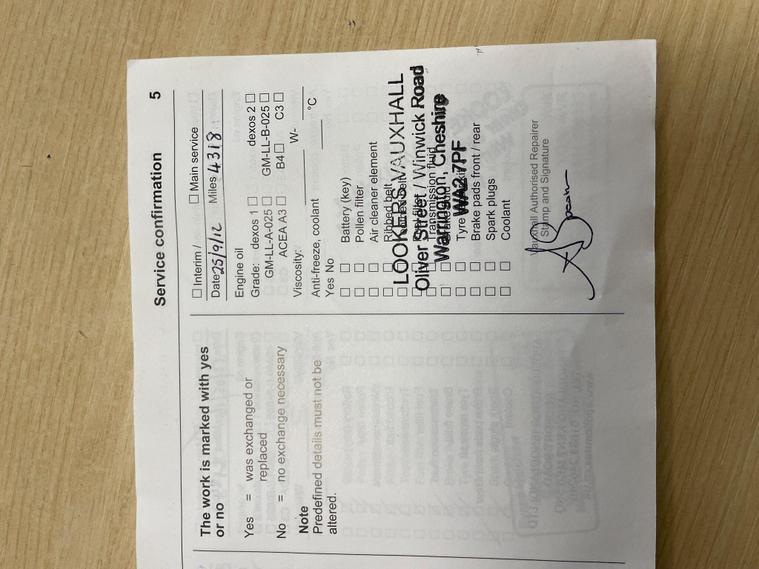 Service confirmation 5
The work is marked with yes
or no
Yes = was exchanged or
replaced
No = no exchange necessary
Note
Predefined details must not be
altered.
☐ Interim / ☐ Main service
Date 25/9/12 Miles 4318
Engine oil
Grade: dexos 1 ☐ dexos 2 ☐
GM-LL-A-025 ☐ GM-LL-B-025 ☐
ACEA A3 ☐ B4 ☐ C3 ☐
Viscosity: W-
Anti-freeze, coolant °C
Yes No
☐ ☐ Battery (key)
☐ ☐ Pollen filter
☐ ☐ Air cleaner element
☐ ☐ Ribbed belt
LOOKERS VAUXHALL
Oliver Street / Winwick Road
Transmission fluid
Warrington, Cheshire
WA2 7PF
☐ ☐ Brake pads front / rear
☐ ☐ Spark plugs
☐ ☐ Coolant
Vauxhall Authorised Repairer
Stamp and Signature